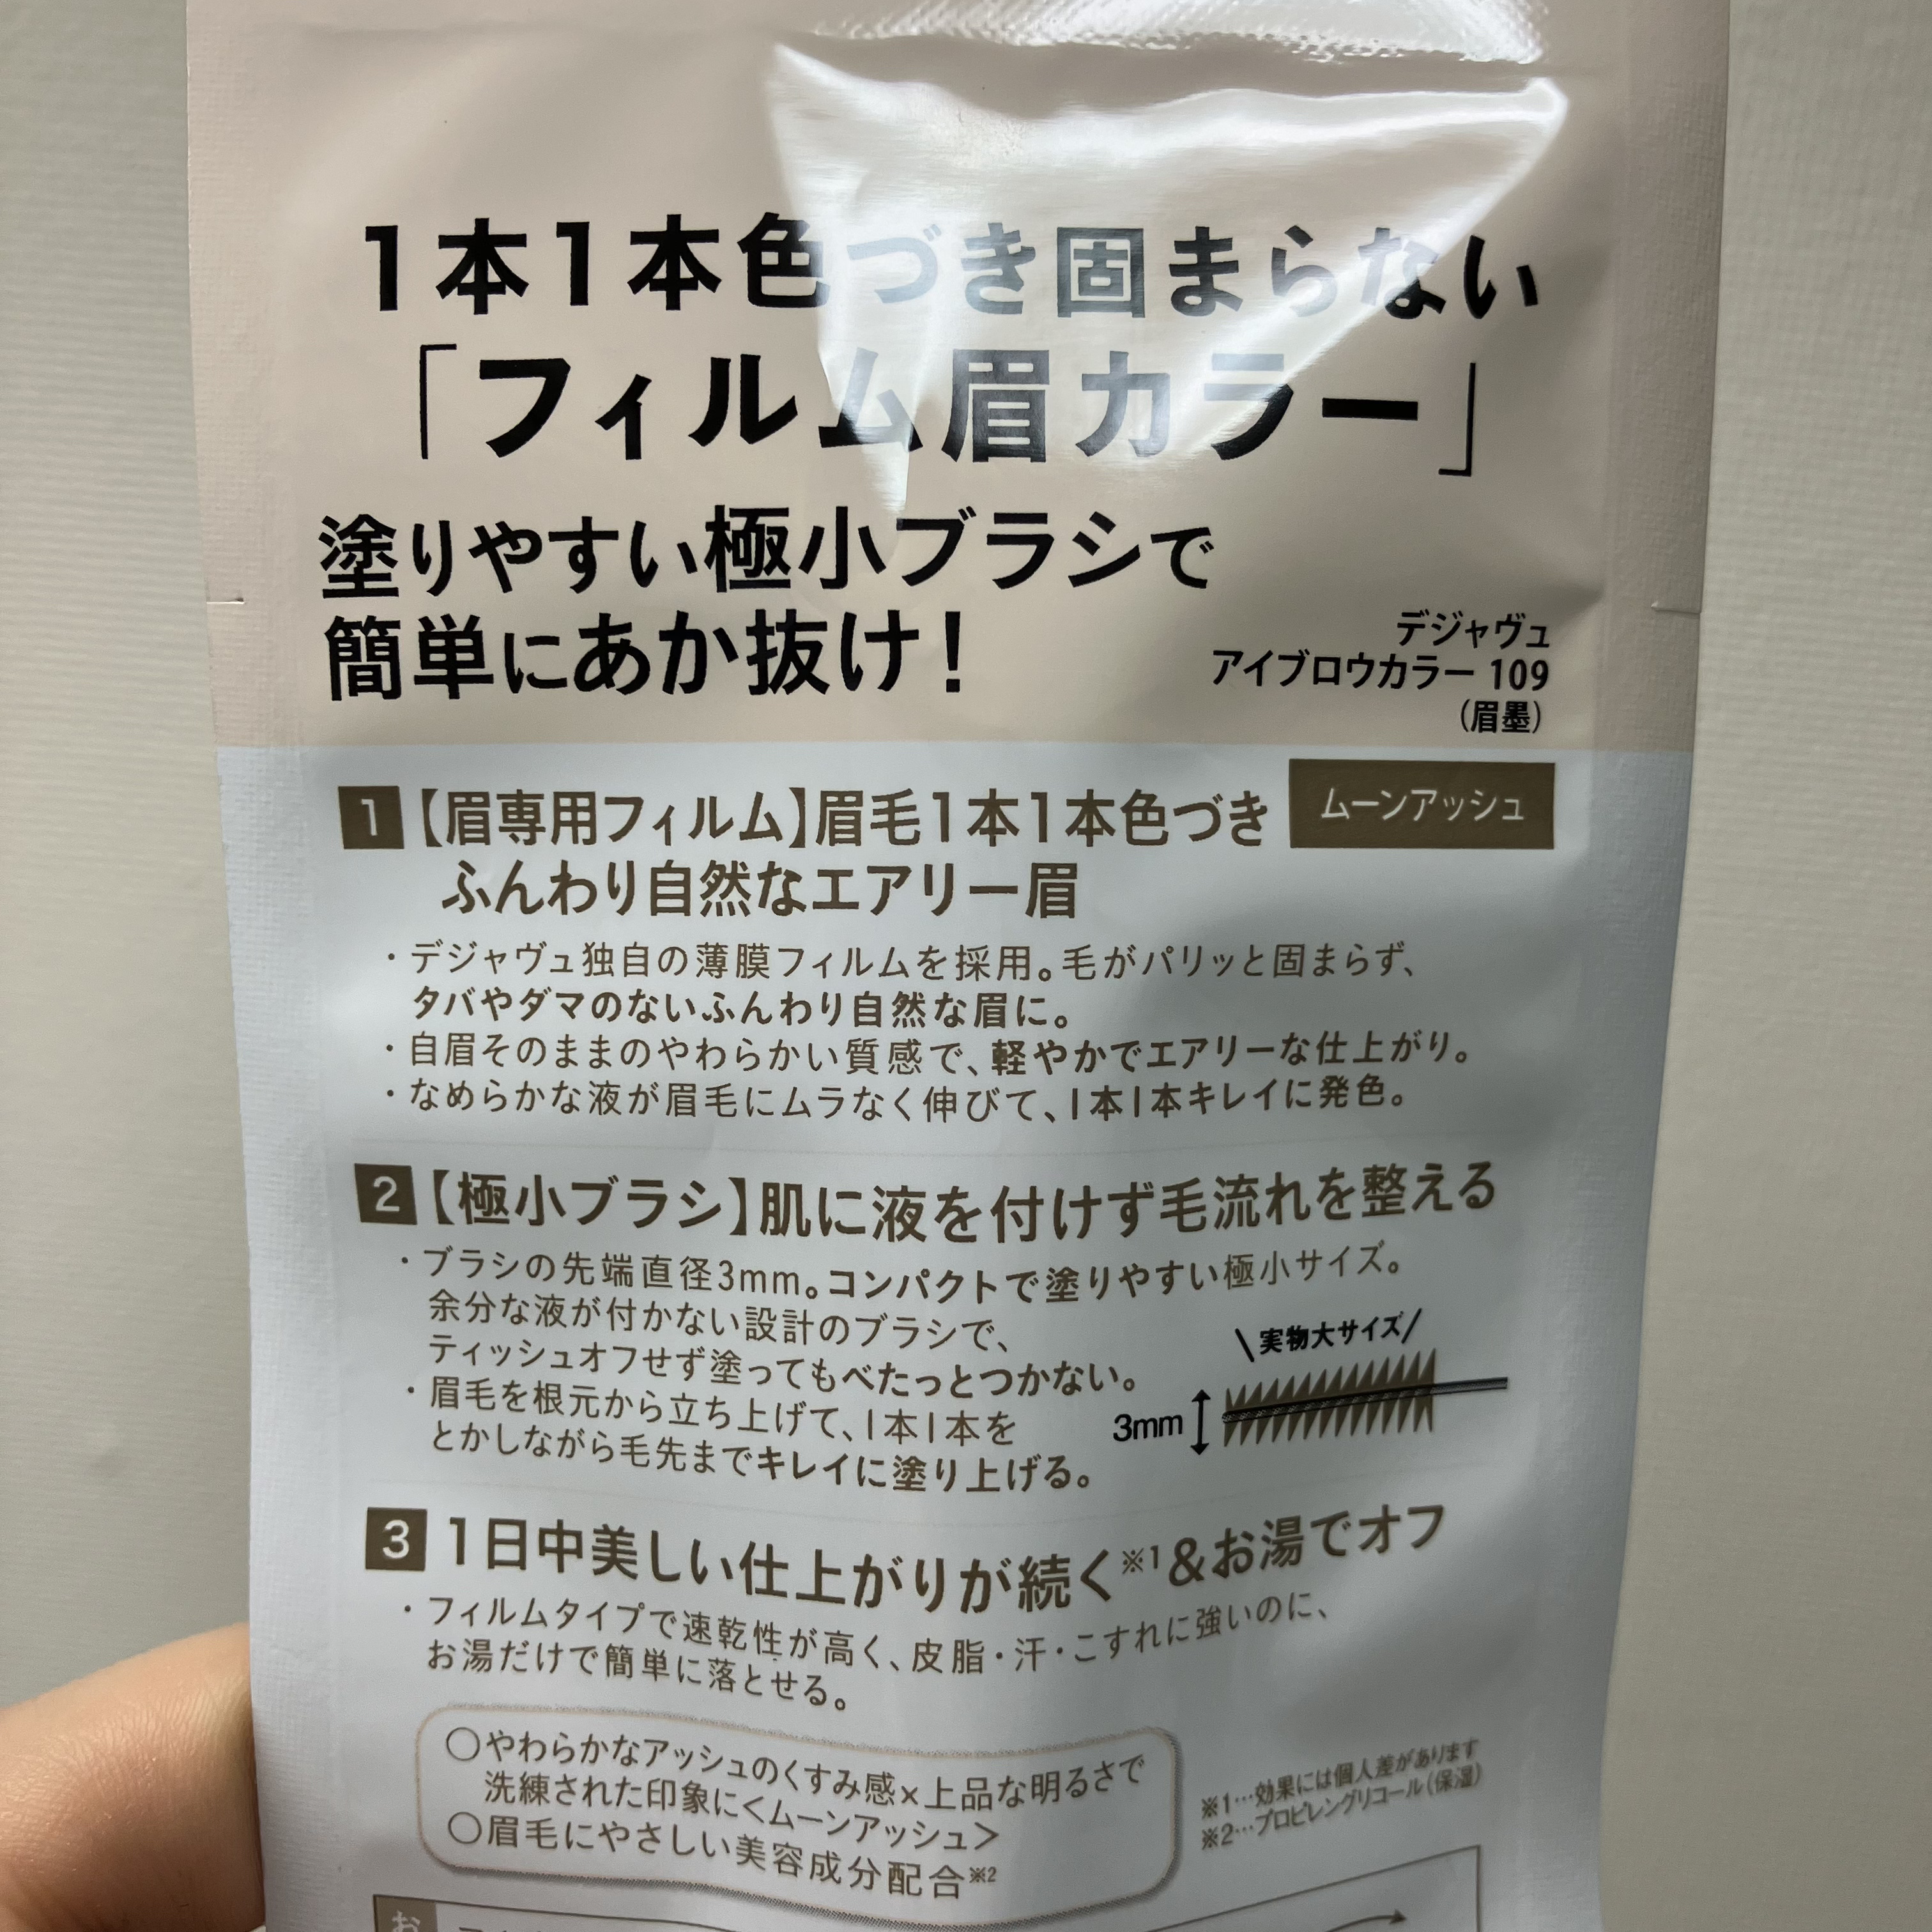 1本1本色づき固まらない
「フィルム眉カラー」
塗りやすい極小ブラシで
簡単にあか抜け！
デジャヴュ
アイブロウカラー 109
(眉墨)
1【眉専用フィルム】眉毛1本1本色づき
ムーンアッシュ
ふんわり自然なエアリー眉
・デジャヴュ独自の薄膜フィルムを採用。毛がパリッと固まらず、
タバやダマのないふんわり自然な眉に。
・自眉そのままのやわらかい質感で、軽やかでエアリーな仕上がり。
・なめらかな液が眉毛にムラなく伸びて、1本1本キレイに発色。
2【極小ブラシ】肌に液を付けず毛流れを整える
・ブラシの先端直径3mm。コンパクトで塗りやすい極小サイズ。
余分な液が付かない設計のブラシで、
ティッシュオフせず塗ってもべたっとつかない。
・眉毛を根元から立ち上げて、1本1本を
とかしながら毛先までキレイに塗り上げる。
\実物大サイズ/
3mm
3 1日中美しい仕上がりが続く※1&お湯でオフ
・フィルムタイプで速乾性が高く、皮脂・汗・こすれに強いのに、
お湯だけで簡単に落とせる。
○やわらかなアッシュのくすみ感×上品な明るさで
洗練された印象に<ムーンアッシュ>
○眉毛にやさしい美容成分配合※2
※1…効果には個人差があります
※2…プロピレングリコール(保湿)
お